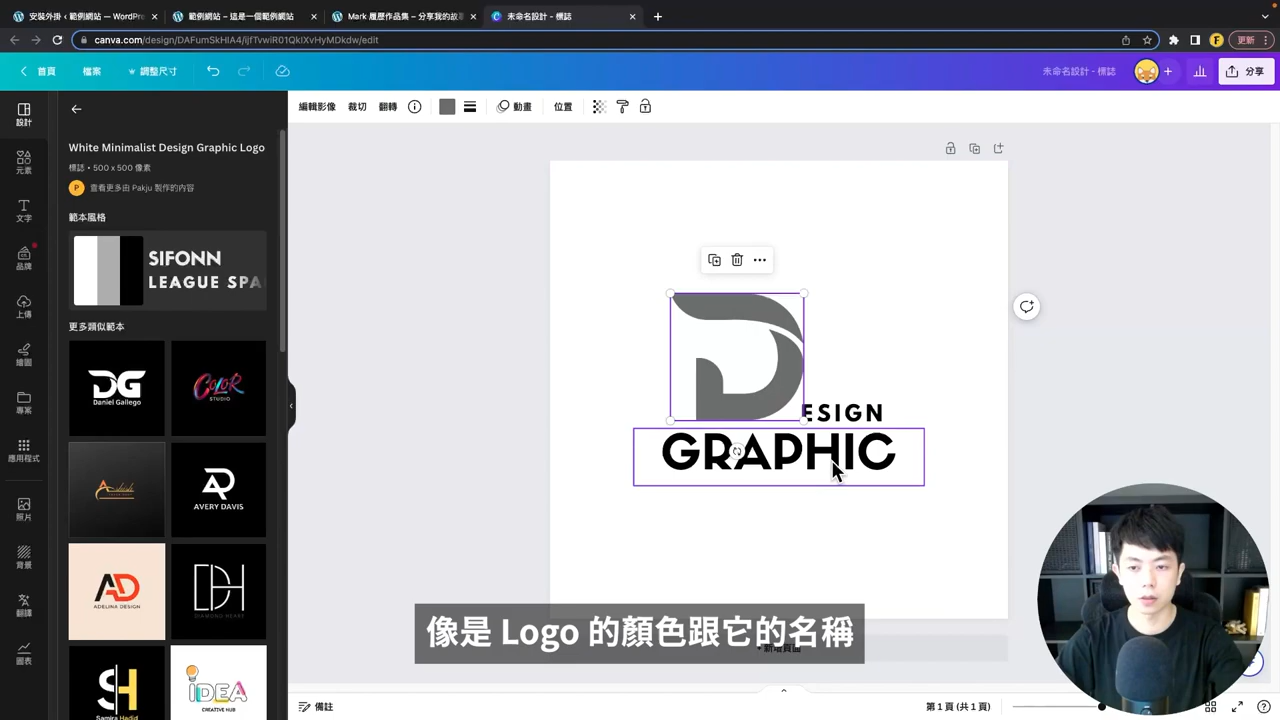 安裝外掛 ‹ 範例網站 — WordPre
範例網站 – 這是一個範例網站
Mark 履歷作品集 – 分享我的故事
未命名設計 - 標誌
canva.com/design/DAFumSkHIA4/ijfTvwiR01QkIXvHyMDkdw/edit
更新
首頁
檔案
調整尺寸
未命名設計 - 標誌
分享
設計
元素
文字
品牌
上傳
繪圖
專案
應用程式
照片
背景
翻譯
圖表
White Minimalist Design Graphic Logo
標誌 • 500 x 500 像素
P
查看更多由 Pakju 製作的內容
範本風格
SIFONN
LEAGUE SPA
更多類似範本
DG
Daniel Gallego
COLOR
STUDIO
AVERY DAVIS
AD
ADELINA DESIGN
DH
DIAMOND HEARE
SH
Samira Hadid
iDEA
CREATIVE HUB
編輯影像
裁切
翻轉
動畫
位置
D
ESIGN
GRAPHIC
像是 Logo 的顏色跟它的名稱
備註
第 1 頁 (共 1 頁)